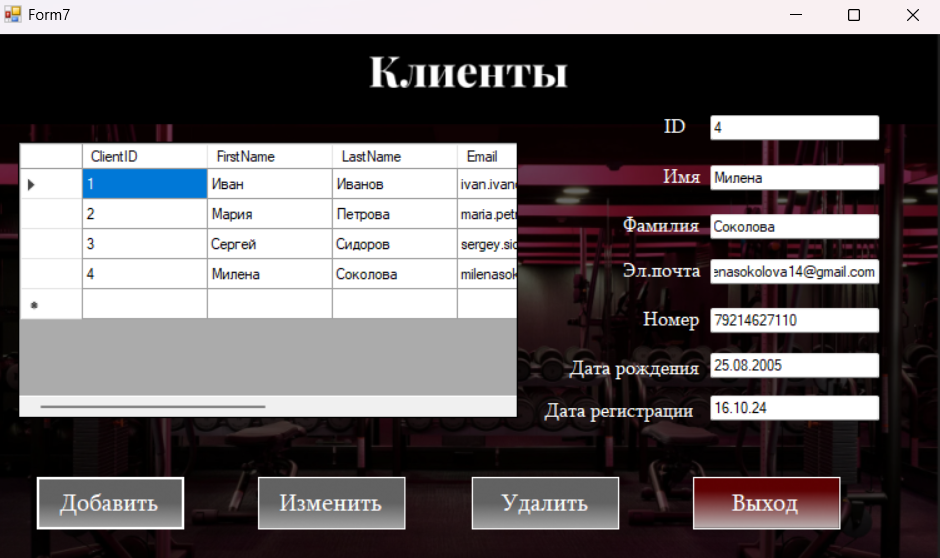 Form7
Клиенты
ClientID FirstName LastName Email
1 Иван Иванов ivan.ivan
2 Мария Петрова maria.pet
3 Сергей Сидоров sergey.sid
4 Милена Соколова milenasok
ID 4
Имя Милена
Фамилия Соколова
Эл.почта enasokolova14@gmail.com
Номер 79214627110
Дата рождения 25.08.2005
Дата регистрации 16.10.24
Добавить Изменить Удалить Выход